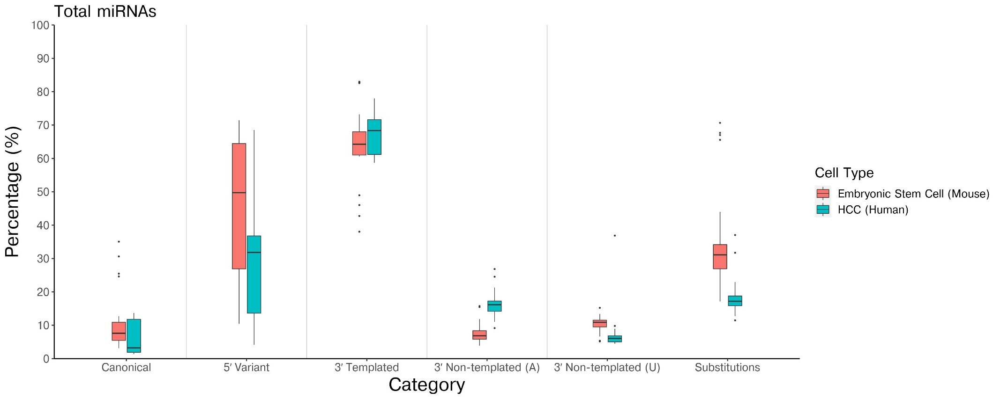 Total miRNAs
100
90
80
70
60
50
40
30
20
10
0
Percentage (%)
Canonical
5′ Variant
3′ Templated
3′ Non-templated (A)
3′ Non-templated (U)
Substitutions
Category
Cell Type
Embryonic Stem Cell (Mouse)
HCC (Human)